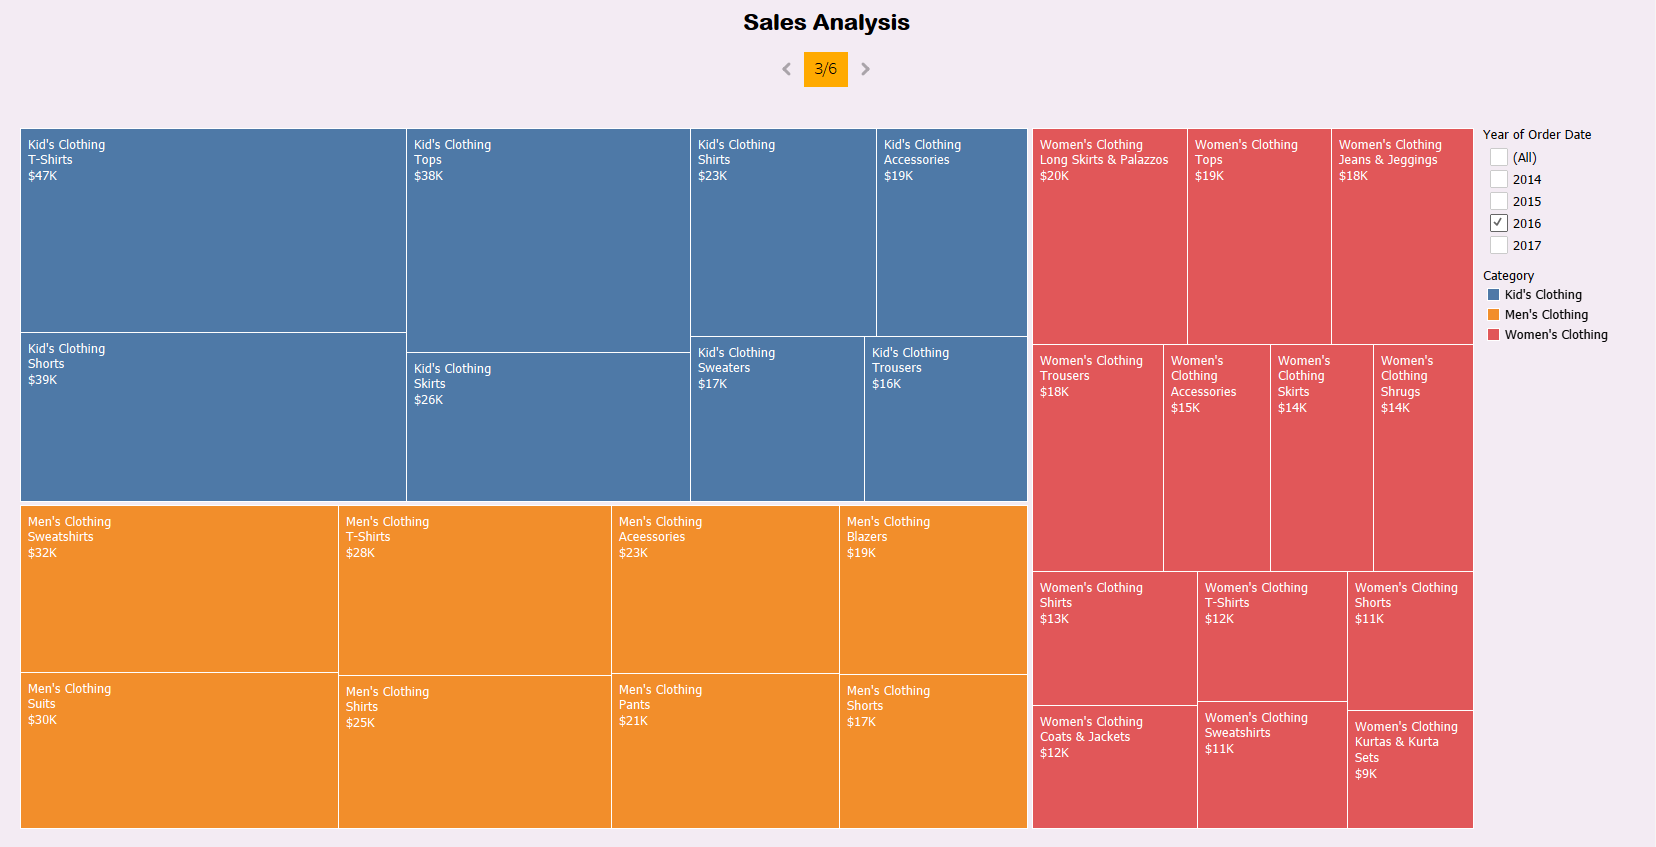 Sales Analysis
3/6
Kid's Clothing
T-Shirts
$47K
Kid's Clothing
Tops
$38K
Kid's Clothing
Shirts
$23K
Kid's Clothing
Accessories
$19K
Kid's Clothing
Shorts
$39K
Kid's Clothing
Skirts
$26K
Kid's Clothing
Sweaters
$17K
Kid's Clothing
Trousers
$16K
Men's Clothing
Sweatshirts
$32K
Men's Clothing
T-Shirts
$28K
Men's Clothing
Aceessories
$23K
Men's Clothing
Blazers
$19K
Men's Clothing
Suits
$30K
Men's Clothing
Shirts
$25K
Men's Clothing
Pants
$21K
Men's Clothing
Shorts
$17K
Women's Clothing
Long Skirts & Palazzos
$20K
Women's Clothing
Tops
$19K
Women's Clothing
Jeans & Jeggings
$18K
Women's Clothing
Trousers
$18K
Women's
Clothing
Accessories
$15K
Women's
Clothing
Skirts
$14K
Women's
Clothing
Shrugs
$14K
Women's Clothing
Shirts
$13K
Women's Clothing
T-Shirts
$12K
Women's Clothing
Shorts
$11K
Women's Clothing
Coats & Jackets
$12K
Women's Clothing
Sweatshirts
$11K
Women's Clothing
Kurtas & Kurta
Sets
$9K
Year of Order Date
(All)
2014
2015
2016
2017
Category
Kid's Clothing
Men's Clothing
Women's Clothing